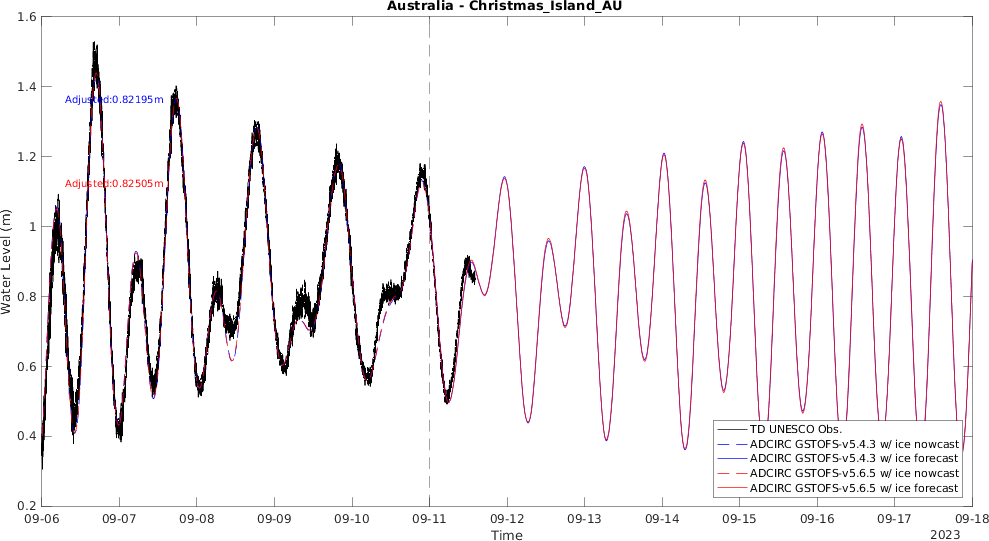 Australia - Christmas_Island_AU
1.6
1.4
1.2
1
0.8
0.6
0.4
0.2
Water Level (m)
Adjusted:0.82195m
Adjusted:0.82505m
TD UNESCO Obs.
ADCIRC GSTOFS-v5.4.3 w/ ice nowcast
ADCIRC GSTOFS-v5.4.3 w/ ice forecast
ADCIRC GSTOFS-v5.6.5 w/ ice nowcast
ADCIRC GSTOFS-v5.6.5 w/ ice forecast
09-06 09-07 09-08 09-09 09-10 09-11 09-12 09-13 09-14 09-15 09-16 09-17 09-18
Time
2023